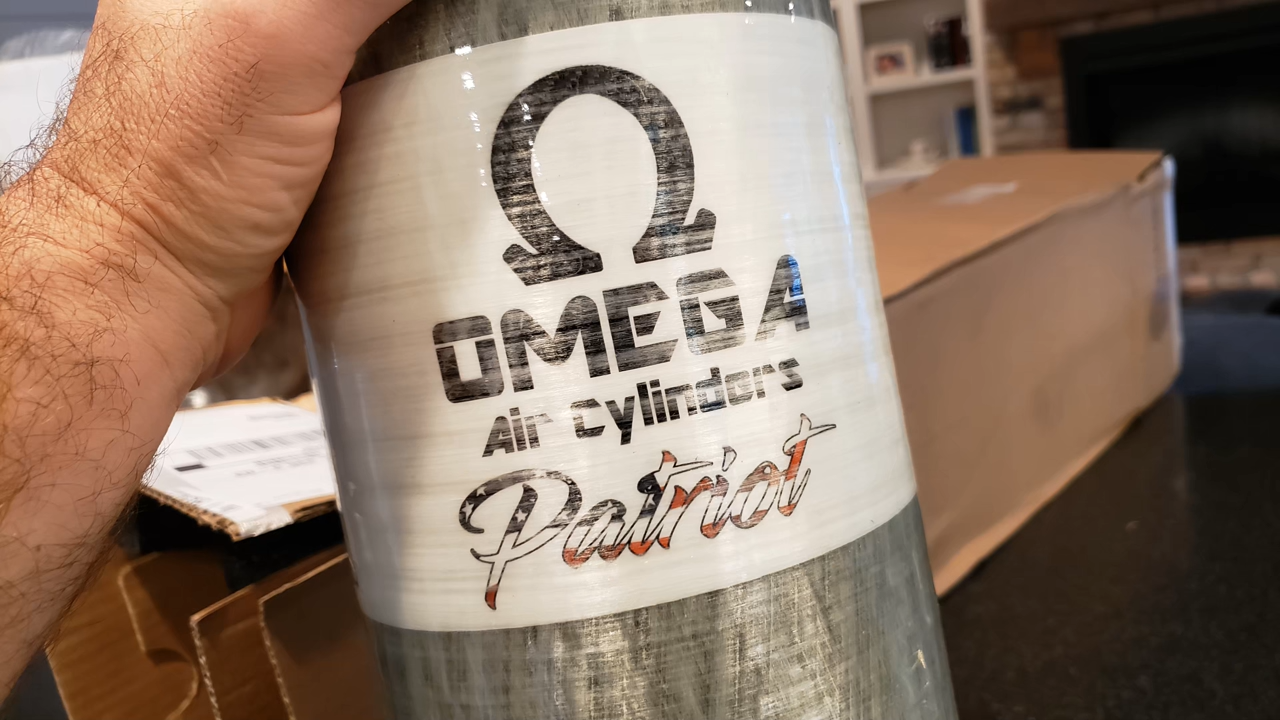 Ω
OMEGA
Air Cylinders
Patriot